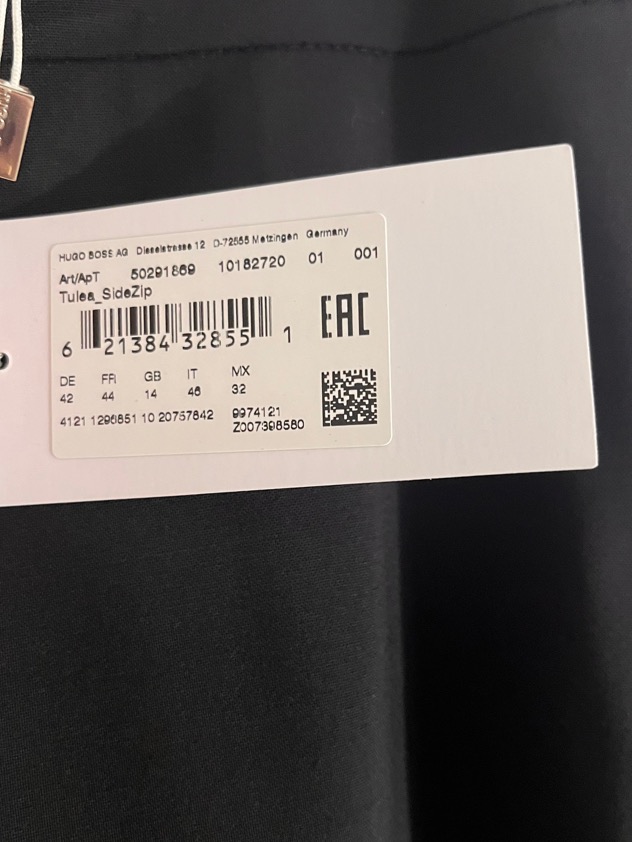 HUGO BOSS AG Dieselstrasse 12 D-72555 Metzingen Germany
Art/ApT 50291869 10182720 01 001
Tulea_SideZip
6 21384 32855 1
EAC
DE FR GB IT MX
42 44 14 46 32
4121 1296851 10 20757642 9974121
Z007398580